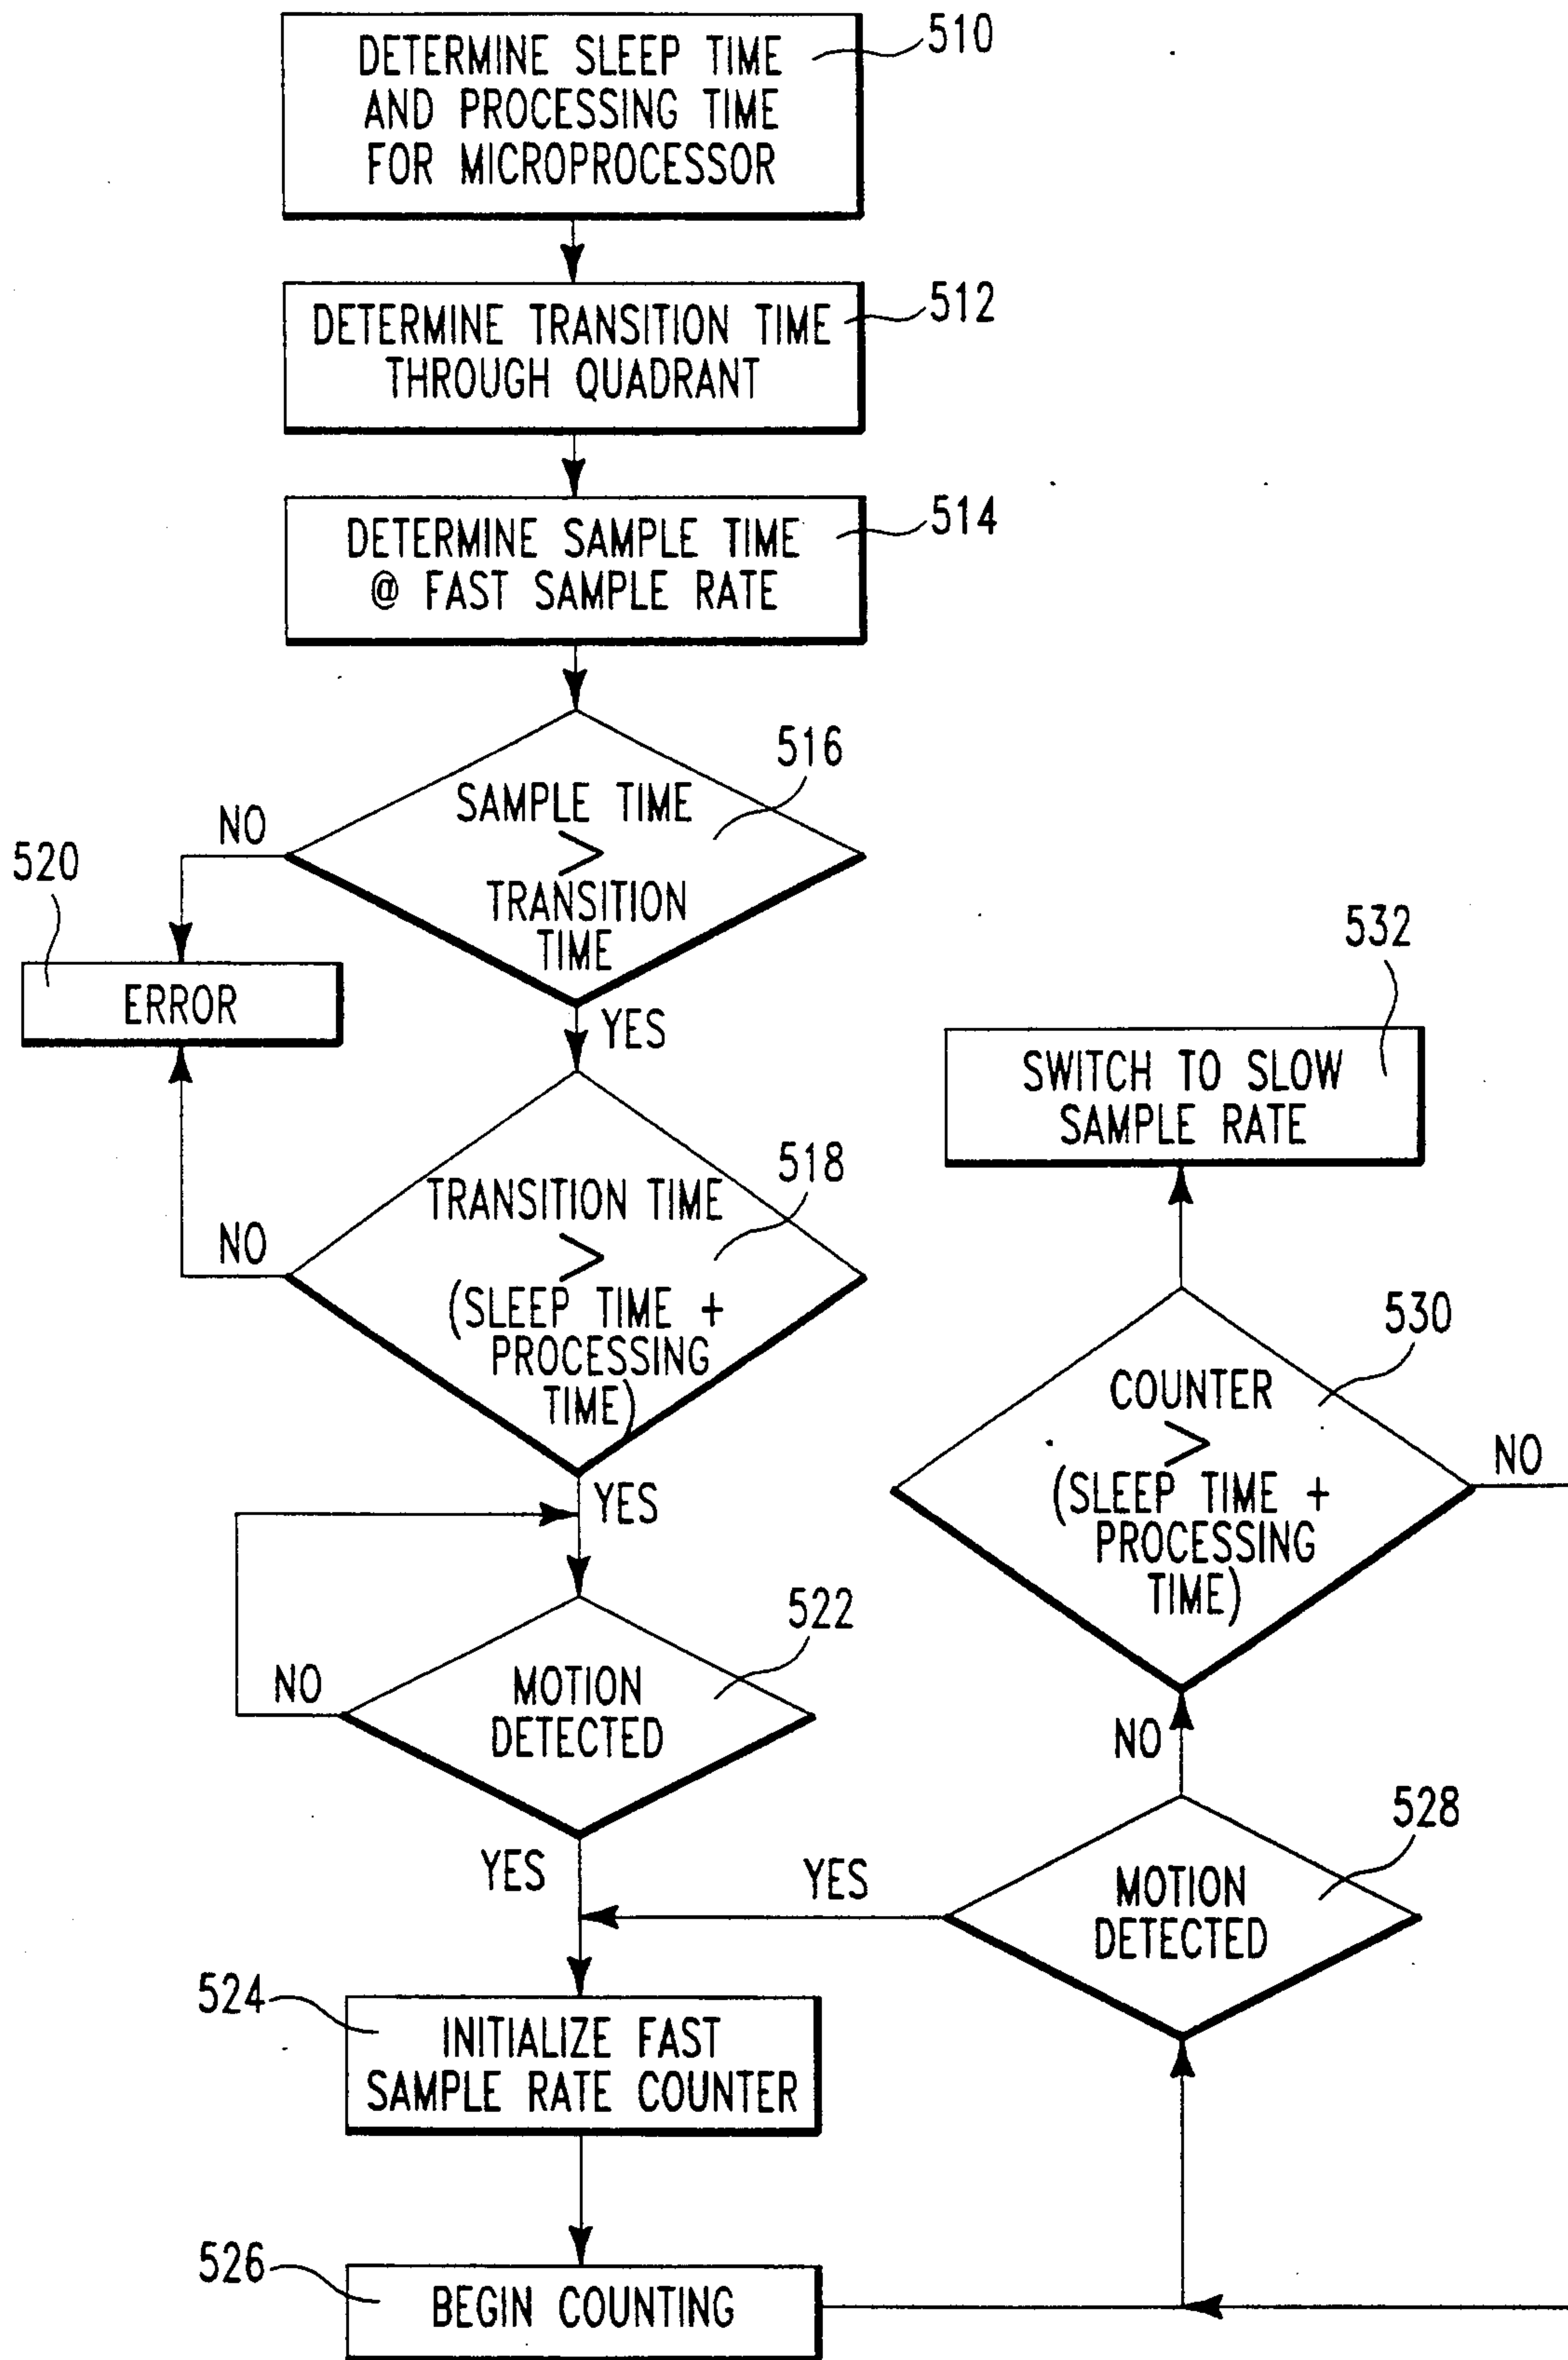 510
DETERMINE SLEEP TIME
AND PROCESSING TIME
FOR MICROPROCESSOR
512
DETERMINE TRANSITION TIME
THROUGH QUADRANT
514
DETERMINE SAMPLE TIME
@ FAST SAMPLE RATE
516
SAMPLE TIME
>
TRANSITION
TIME
NO
520
ERROR
YES
518
TRANSITION TIME
>
(SLEEP TIME +
PROCESSING
TIME)
NO
YES
522
MOTION
DETECTED
NO
YES
524
INITIALIZE FAST
SAMPLE RATE COUNTER
526
BEGIN COUNTING
528
MOTION
DETECTED
YES
NO
530
COUNTER
>
(SLEEP TIME +
PROCESSING
TIME)
NO
532
SWITCH TO SLOW
SAMPLE RATE